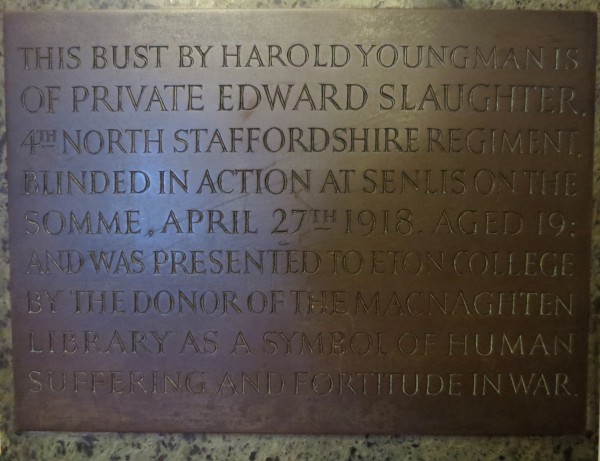 THIS BUST BY HAROLD YOUNGMAN IS
OF PRIVATE EDWARD SLAUGHTER,
4TH NORTH STAFFORDSHIRE REGIMENT,
BLINDED IN ACTION AT SENLIS ON THE
SOMME, APRIL 27TH 1918. AGED 19:
AND WAS PRESENTED TO ETON COLLEGE
BY THE DONOR OF THE MACNAGHTEN
LIBRARY AS A SYMBOL OF HUMAN
SUFFERING AND FORTITUDE IN WAR.